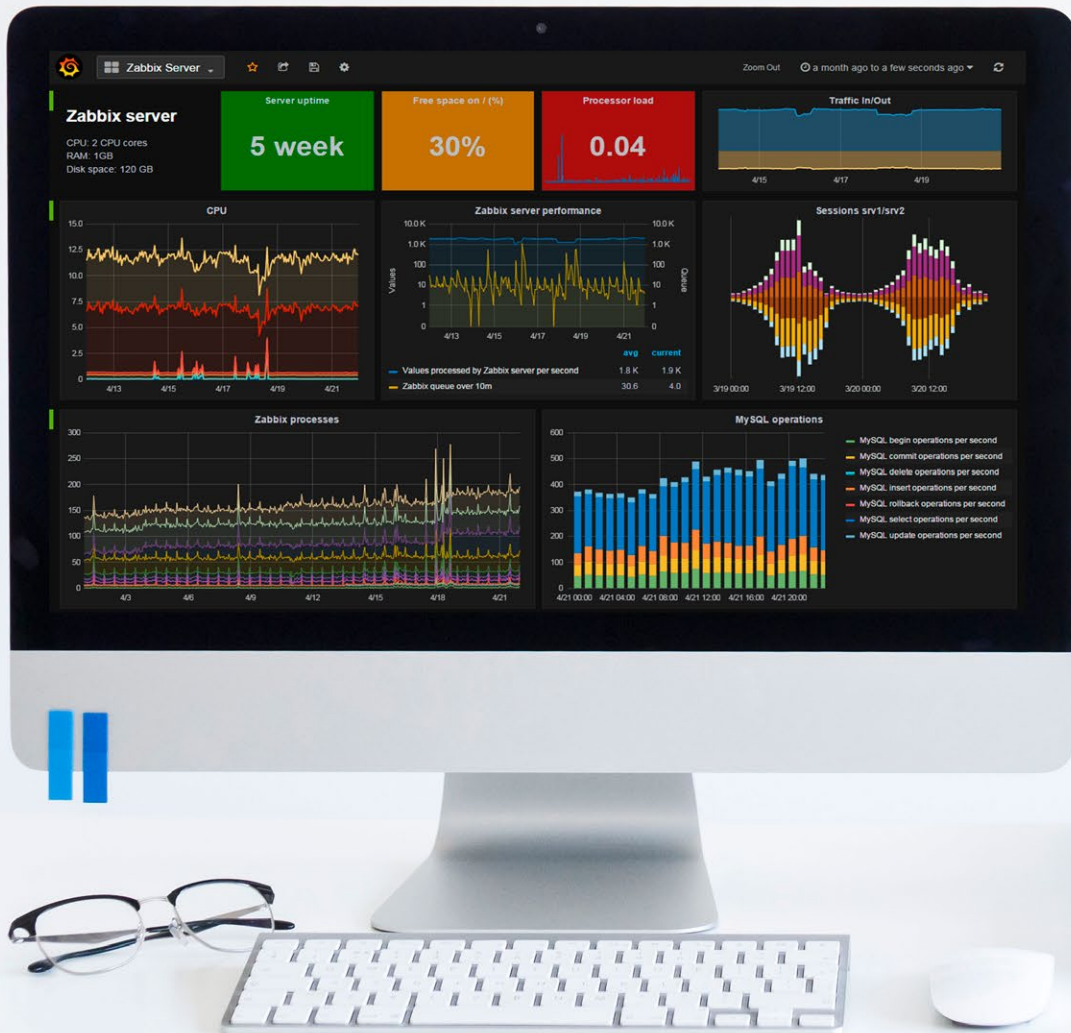 Zabbix Server
Zoom Out
a month ago to a few seconds ago
Zabbix server
CPU: 2 CPU cores
RAM: 1GB
Disk space: 120 GB
Server uptime
5 week
Free space on / (%)
30%
Processor load
0.04
Traffic In/Out
4/15 4/17 4/19
CPU
15.0
12.5
10.0
7.5
5.0
2.5
0
4/13 4/15 4/17 4/19 4/21
Zabbix server performance
10.0 K 10.0 K
1.0 K 1.0 K
100 100
10 10
1 1
0 0
Values
Queue
4/13 4/15 4/17 4/19 4/21
avg current
Values processed by Zabbix server per second 1.8 K 1.9 K
Zabbix queue over 10m 30.6 4.0
Sessions srv1/srv2
3/19 00:00 3/19 12:00 3/20 00:00 3/20 12:00
Zabbix processes
300
250
200
150
100
50
0
4/3 4/6 4/9 4/12 4/15 4/18 4/21
MySQL operations
600
500
400
300
200
100
0
4/21 00:00 4/21 04:00 4/21 08:00 4/21 12:00 4/21 16:00 4/21 20:00
MySQL begin operations per second
MySQL commit operations per second
MySQL delete operations per second
MySQL insert operations per second
MySQL rollback operations per second
MySQL select operations per second
MySQL update operations per second